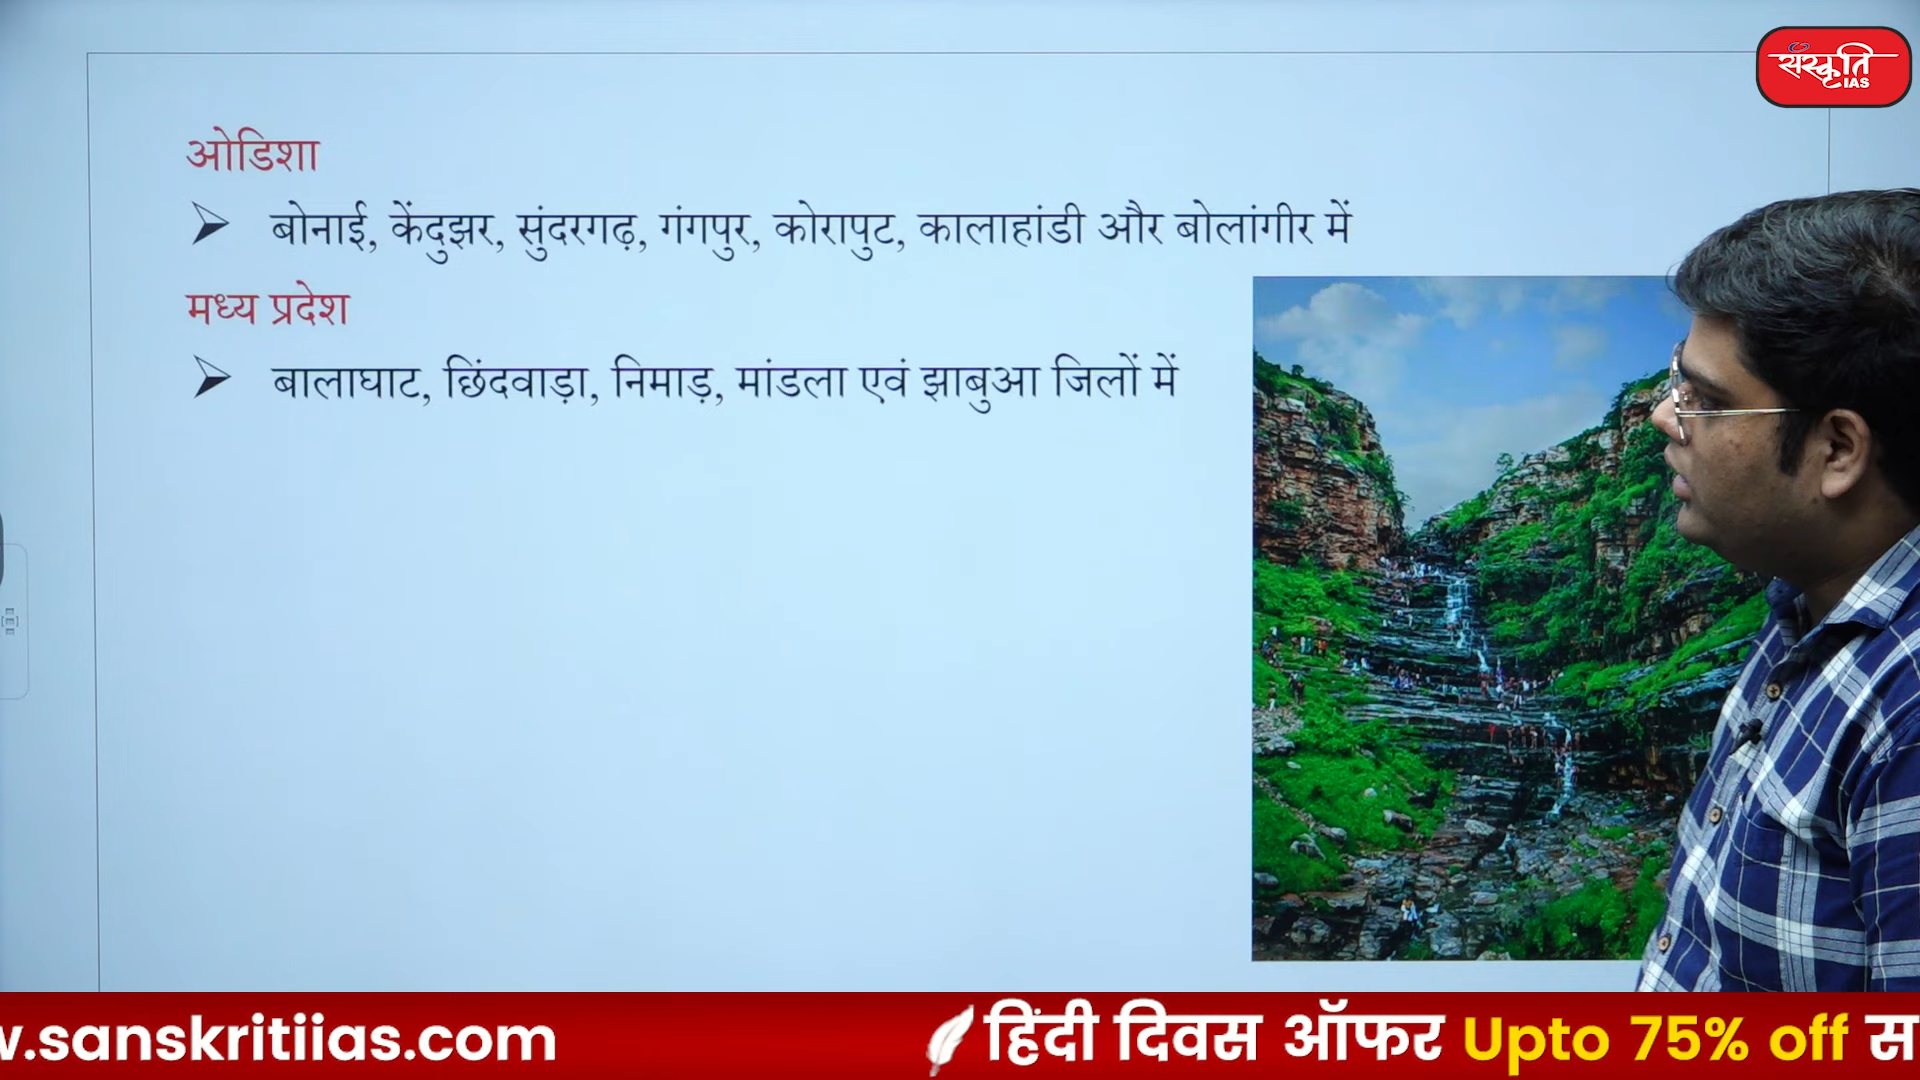 संस्कृति
IAS
ओडिशा
➢ बोनाई, केंदुझर, सुंदरगढ़, गंगपुर, कोरापुट, कालाहांडी और बोलांगीर में
मध्य प्रदेश
➢ बालाघाट, छिंदवाड़ा, निमाड़, मांडला एवं झाबुआ जिलों में
w.sanskritiias.com हिंदी दिवस ऑफर Upto 75% off स